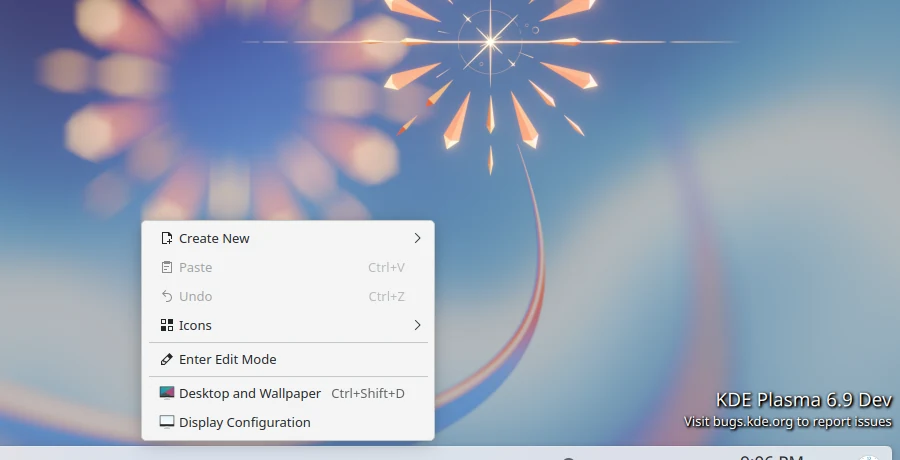 Create New
Paste Ctrl+V
Undo Ctrl+Z
Icons
Enter Edit Mode
Desktop and Wallpaper Ctrl+Shift+D
Display Configuration
KDE Plasma 6.9 Dev
Visit bugs.kde.org to report issues